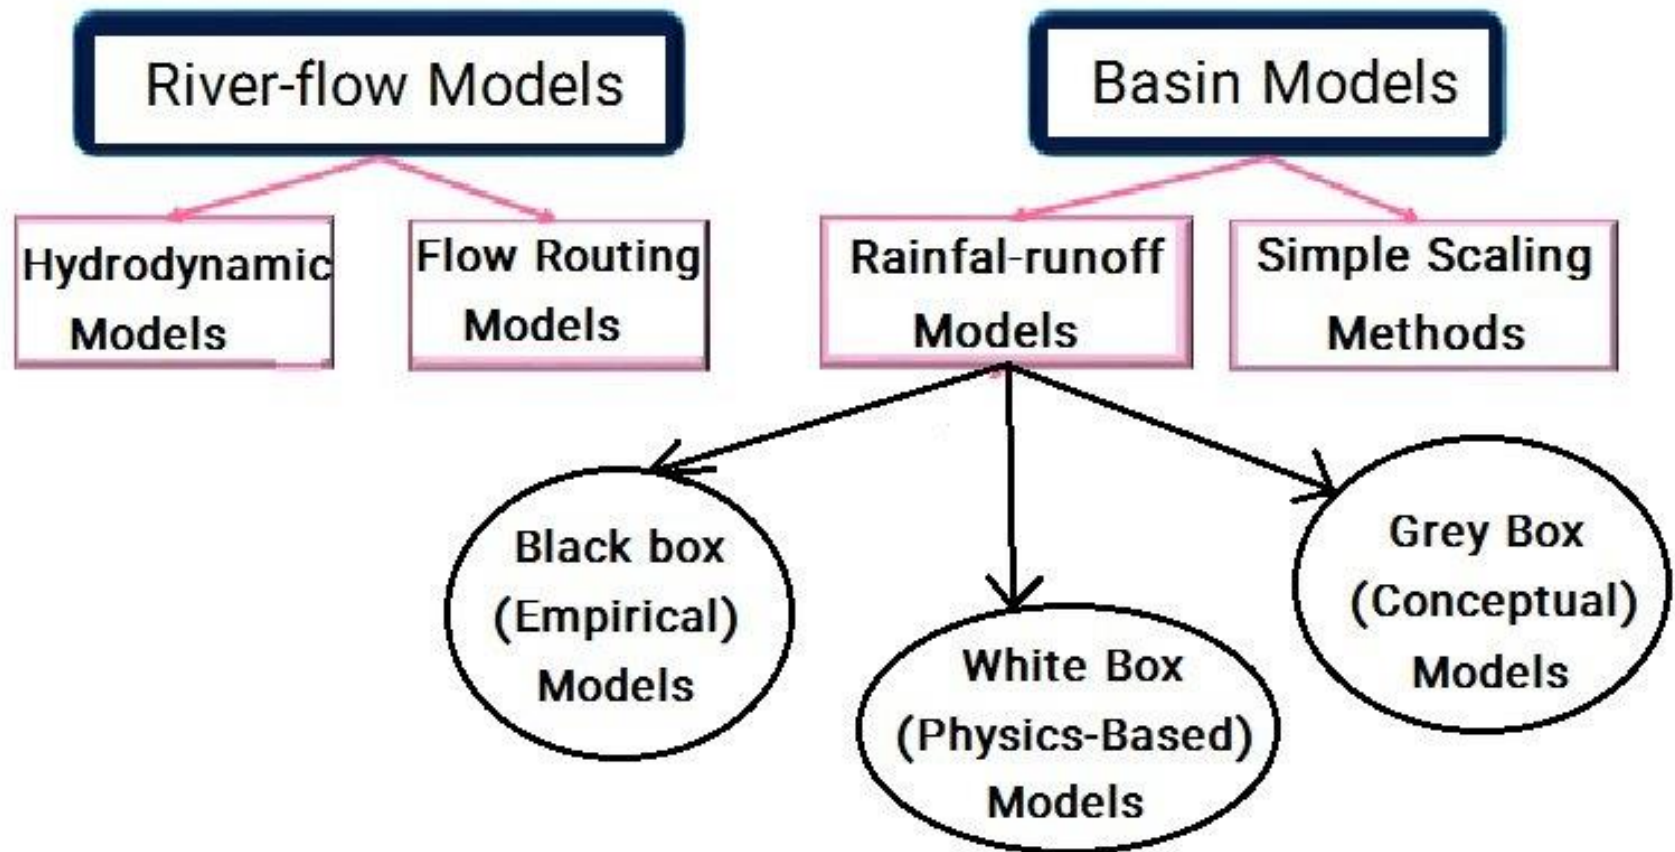 River-flow Models
Basin Models
Hydrodynamic
Models
Flow Routing
Models
Rainfal-runoff
Models
Simple Scaling
Methods
Black box
(Empirical)
Models
White Box
(Physics-Based)
Models
Grey Box
(Conceptual)
Models